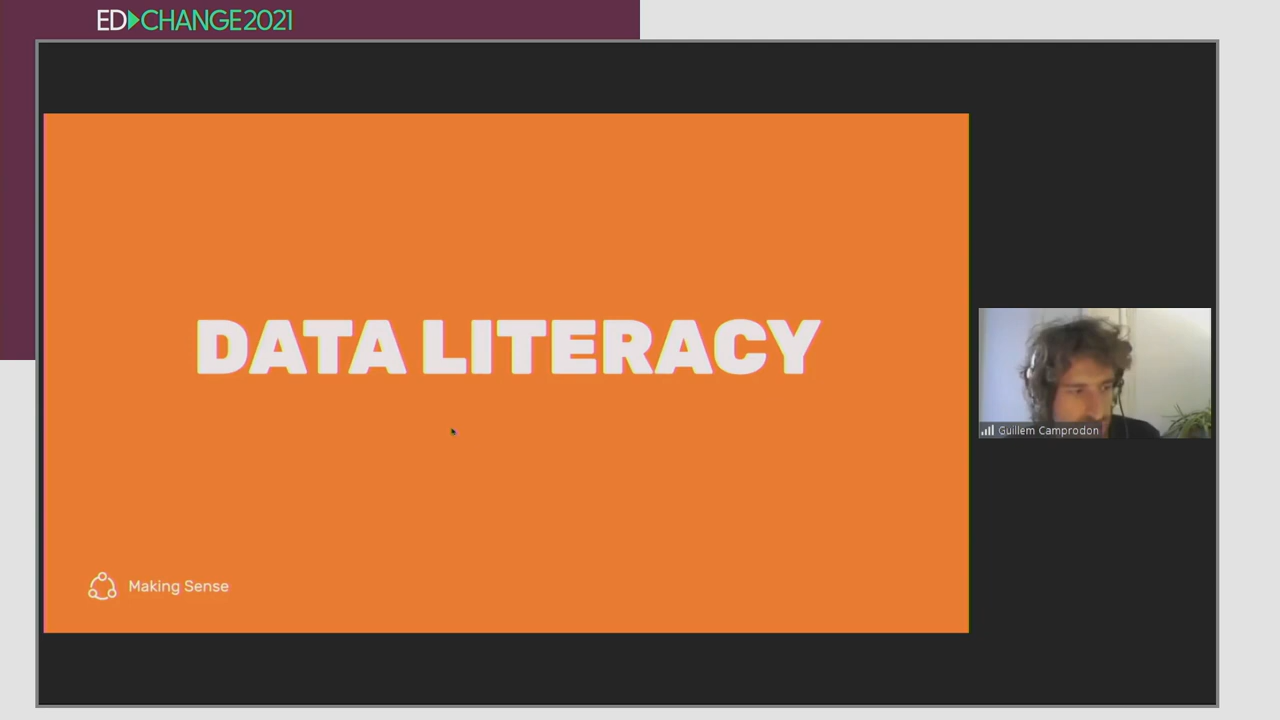 ED CHANGE2021
DATA LITERACY
Guillem Camprodon
Making Sense